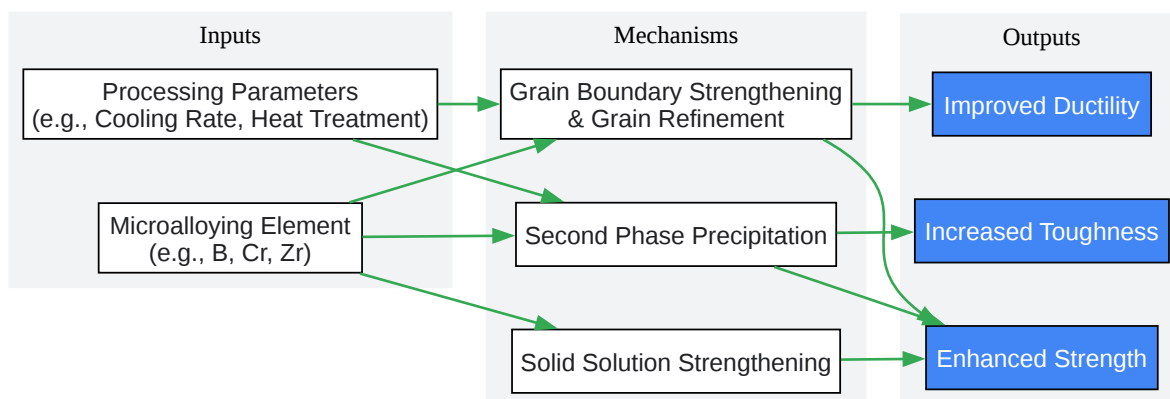 Inputs
Processing Parameters
(e.g., Cooling Rate, Heat Treatment)
Microalloying Element
(e.g., B, Cr, Zr)
Mechanisms
Grain Boundary Strengthening
& Grain Refinement
Second Phase Precipitation
Solid Solution Strengthening
Outputs
Improved Ductility
Increased Toughness
Enhanced Strength